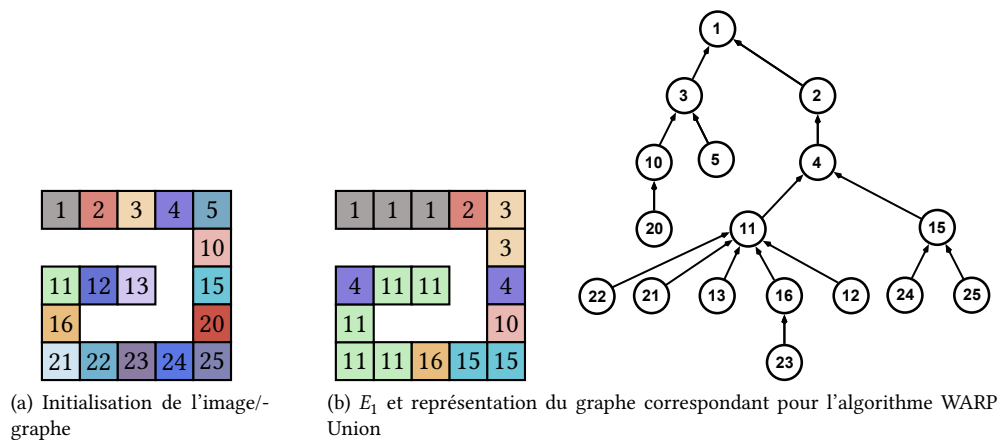 1
3
2
10
5
4
20
11
15
22
21
13
16
12
24
25
23
1 2 3 4 5
10
11 12 13 15
16 20
21 22 23 24 25
1 1 1 2 3
3
4 11 11 4
11 10
11 11 16 15 15
(a) Initialisation de l'image/-
graphe
(b) E₁ et représentation du graphe correspondant pour l'algorithme WARP
Union